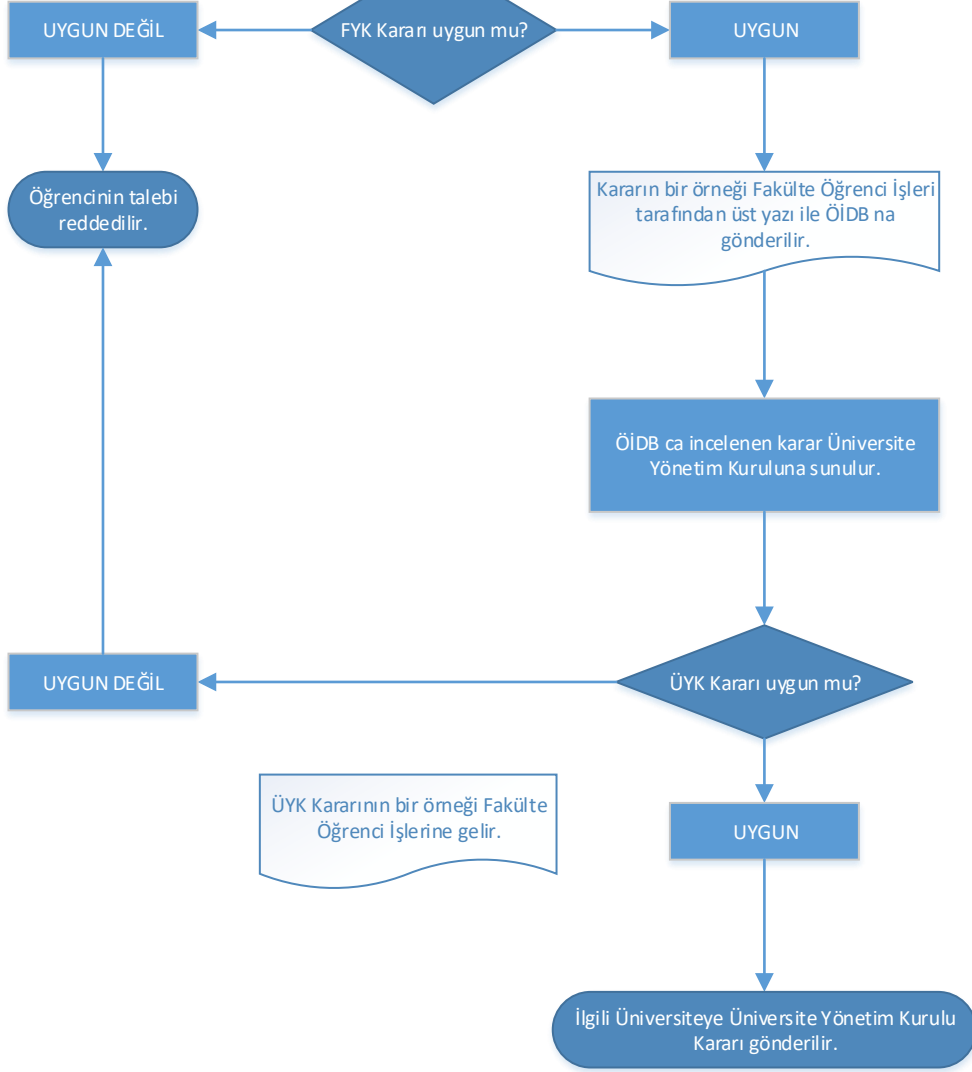 UYGUN DEĞİL
FYK Kararı uygun mu?
UYGUN
Öğrencinin talebi
reddedilir.
Kararın bir örneği Fakülte Öğrenci İşleri
tarafından üst yazı ile ÖİDB na
gönderilir.
ÖİDB ca incelenen karar Üniversite
Yönetim Kuruluna sunulur.
UYGUN DEĞİL
ÜYK Kararı uygun mu?
ÜYK Kararının bir örneği Fakülte
Öğrenci İşlerine gelir.
UYGUN
İlgili Üniversiteye Üniversite Yönetim Kurulu
Kararı gönderilir.